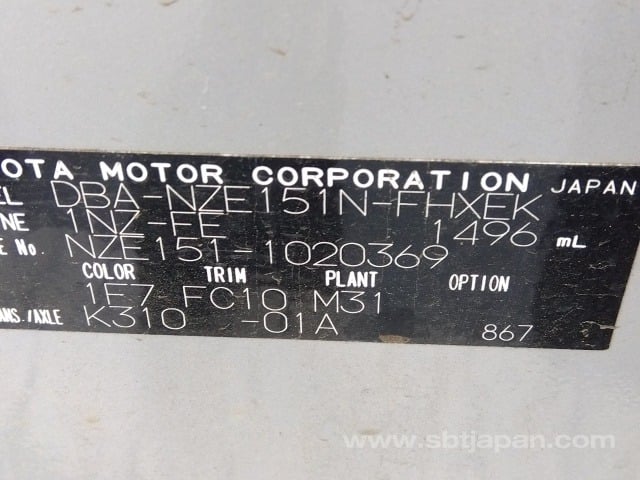 OTA MOTOR CORPORATION JAPAN
EL DBA-NZE151N-FHXEK
NE 1NZ-FE 1496 mL
E No. NZE151-1020369
COLOR TRIM PLANT OPTION
1F7 FC10 M31
ANS./AXLE K310 -01A 867
www.sbtjapan.com